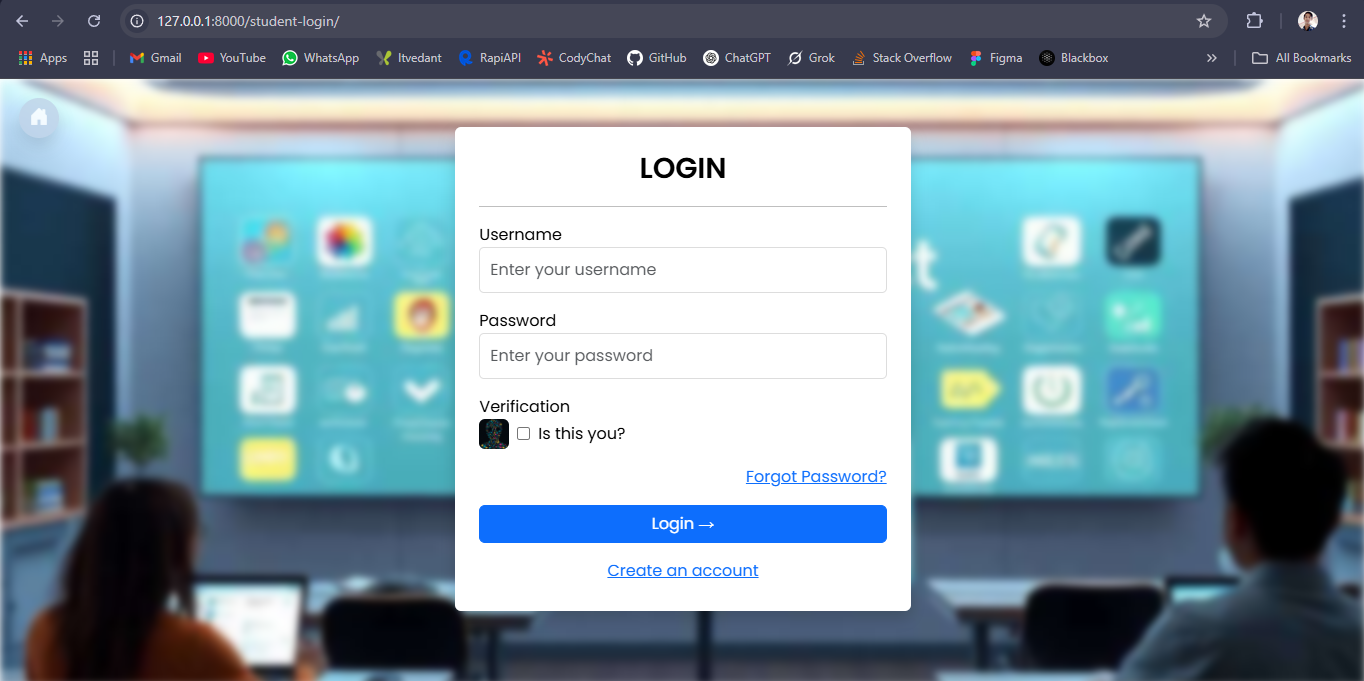 127.0.0.1:8000/student-login/
Apps Gmail YouTube WhatsApp Itvedant RapiAPI CodyChat GitHub ChatGPT Grok Stack Overflow Figma Blackbox » All Bookmarks
LOGIN
Username
Enter your username
Password
Enter your password
Verification
Is this you?
Forgot Password?
Login →
Create an account